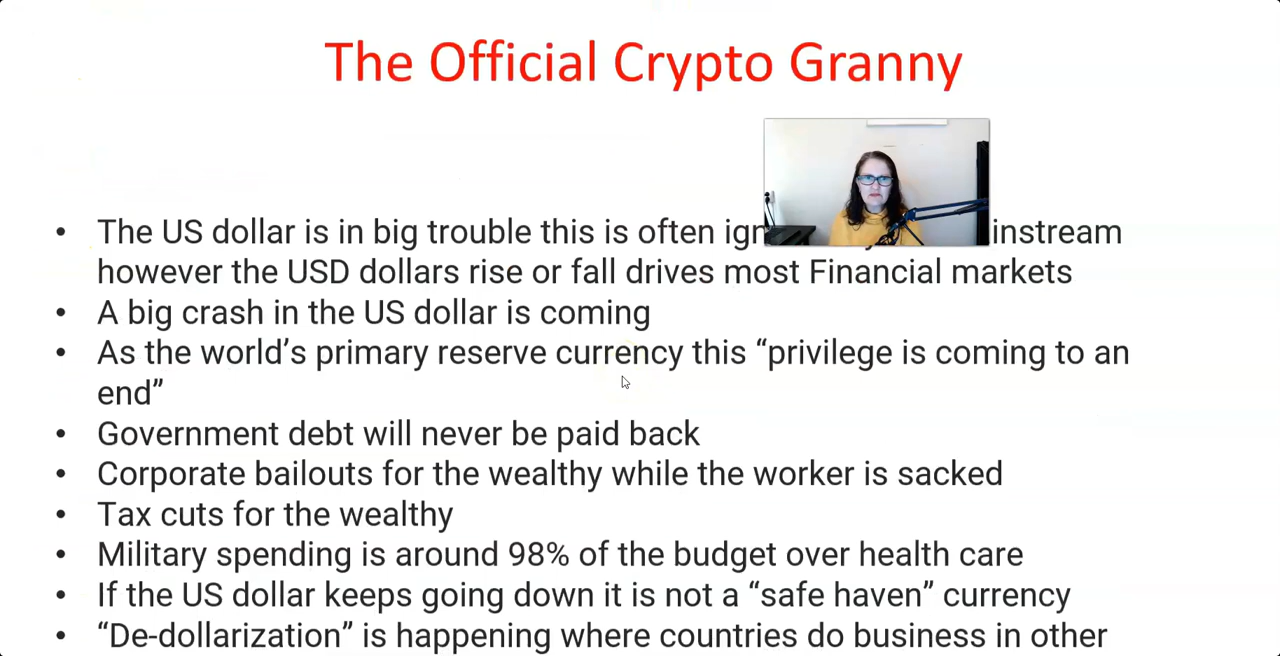 The Official Crypto Granny
• The US dollar is in big trouble this is often instream
however the USD dollars rise or fall drives most Financial markets
• A big crash in the US dollar is coming
• As the world’s primary reserve currency this “privilege is coming to an
end”
• Government debt will never be paid back
• Corporate bailouts for the wealthy while the worker is sacked
• Tax cuts for the wealthy
• Military spending is around 98% of the budget over health care
• If the US dollar keeps going down it is not a “safe haven” currency
• “De-dollarization” is happening where countries do business in other